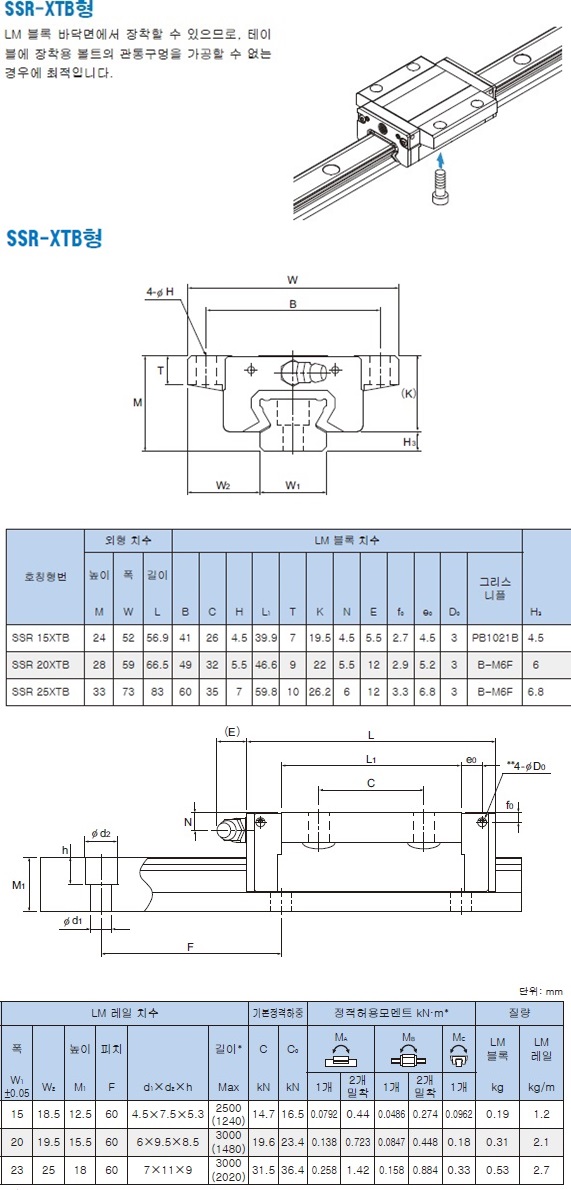 SSR-XTB형
LM 블록 바닥면에서 장착할 수 있으므로, 테이
블에 장착용 볼트의 관통구멍을 가공할 수 없는
경우에 최적입니다.
SSR-XTB형
W
4-φH
B
T
M
(K)
H₃
W₂
W₁
호칭형번 외형 치수 LM 블록 치수
높이 폭 길이 그리스
니플
M W L B C H L₁ T K N E f₀ e₀ D₀ H₃
SSR 15XTB 24 52 56.9 41 26 4.5 39.9 7 19.5 4.5 5.5 2.7 4.5 3 PB1021B 4.5
SSR 20XTB 28 59 66.5 49 32 5.5 46.6 9 22 5.5 12 2.9 5.2 3 B-M6F 6
SSR 25XTB 33 73 83 60 35 7 59.8 10 26.2 6 12 3.3 6.8 3 B-M6F 6.8
(E)
L
L₁
e₀
**4-φD₀
C
f₀
N
φd₂
h
M₁
φd₁
F
단위: mm
LM 레일 치수 기본정격하중 정적허용모멘트 kN·m* 질량
폭 높이 피치 길이* C C₀ MA MB MC LM
블록 LM
레일
W₁
±0.05 W₂ M₁ F d₁×d₂×h Max kN kN 1개 2개
밀착 1개 2개
밀착 1개 kg kg/m
15 18.5 12.5 60 4.5×7.5×5.3 2500
(1240) 14.7 16.5 0.0792 0.44 0.0486 0.274 0.0962 0.19 1.2
20 19.5 15.5 60 6×9.5×8.5 3000
(1480) 19.6 23.4 0.138 0.723 0.0847 0.448 0.18 0.31 2.1
23 25 18 60 7×11×9 3000
(2020) 31.5 36.4 0.258 1.42 0.158 0.884 0.33 0.53 2.7